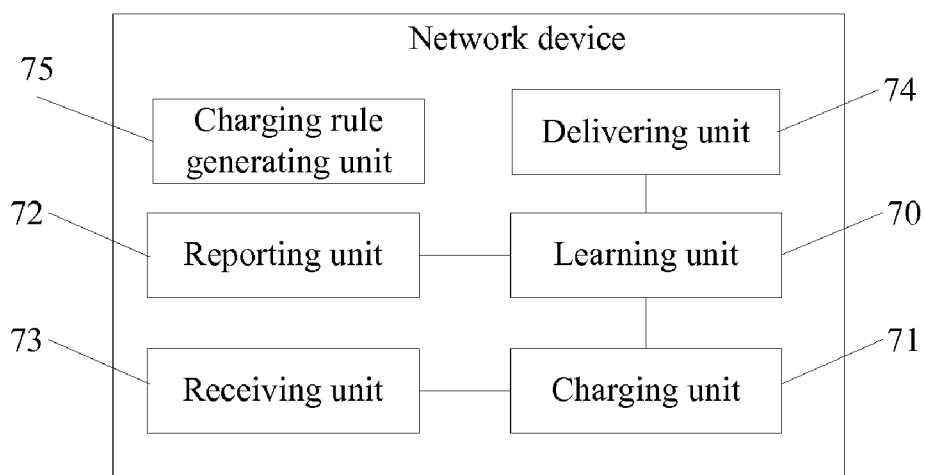 Network device
75
Charging rule
generating unit
Delivering unit
74
72
Reporting unit
Learning unit
70
73
Receiving unit
Charging unit
71